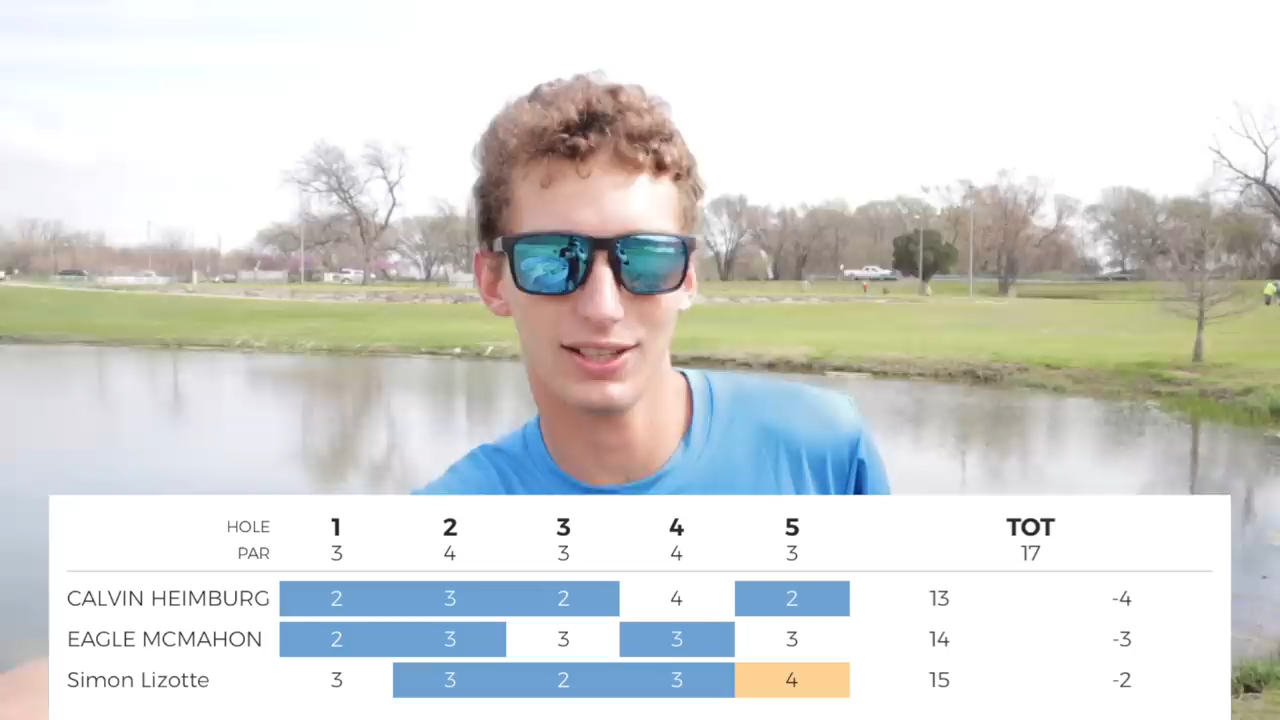 HOLE 1 2 3 4 5 TOT
PAR 3 4 3 4 3 17
CALVIN HEIMBURG 2 3 2 4 2 13 -4
EAGLE MCMAHON 2 3 3 3 3 14 -3
Simon Lizotte 3 3 2 3 4 15 -2